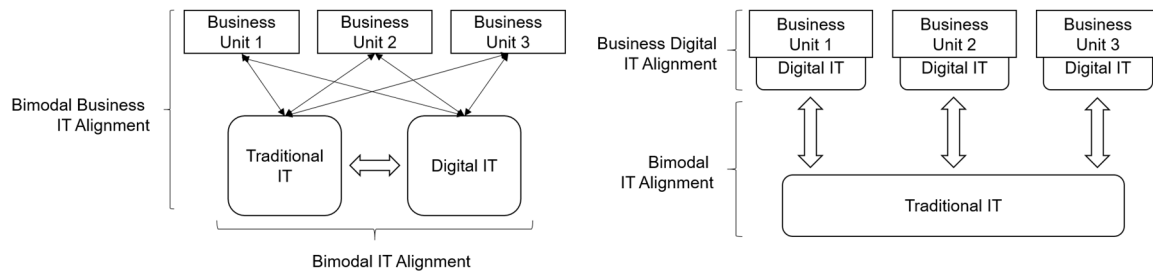 Business
Unit 1
Business
Unit 2
Business
Unit 3
Bimodal Business
IT Alignment
Traditional
IT
Digital IT
Bimodal IT Alignment
Business Digital
IT Alignment
Business
Unit 1
Digital IT
Business
Unit 2
Digital IT
Business
Unit 3
Digital IT
Bimodal
IT Alignment
Traditional IT